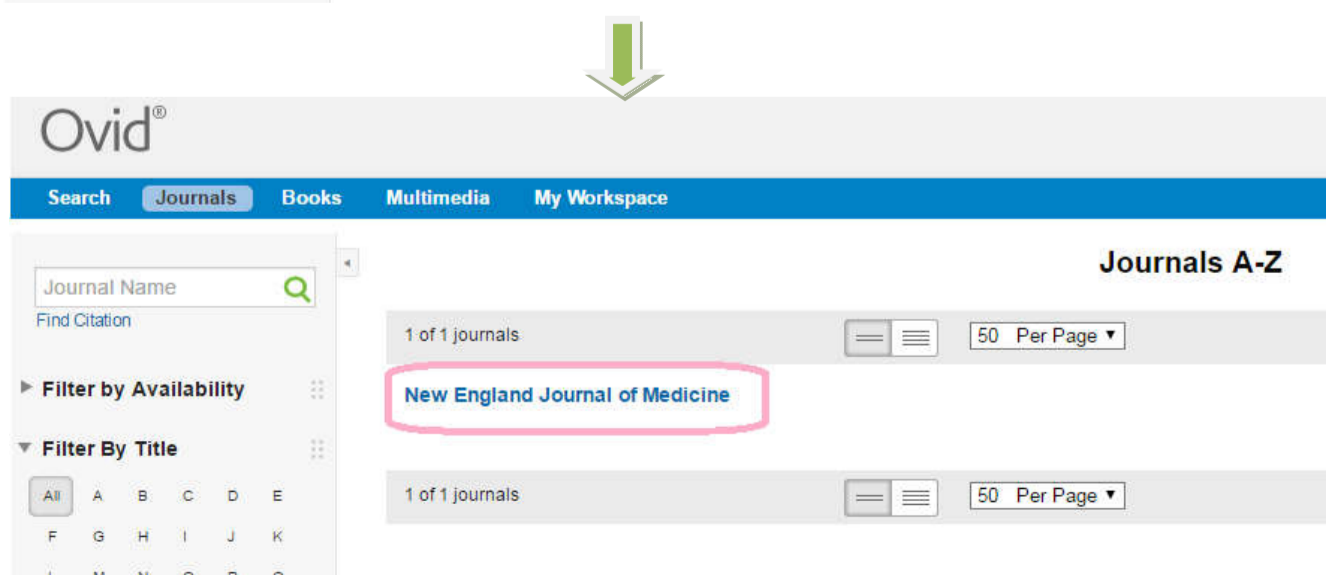 Ovid®
Search Journals Books Multimedia My Workspace
Journals A-Z
Journal Name
Find Citation
1 of 1 journals 50 Per Page
Filter by Availability
New England Journal of Medicine
Filter By Title
All A B C D E
1 of 1 journals 50 Per Page
F G H I J K